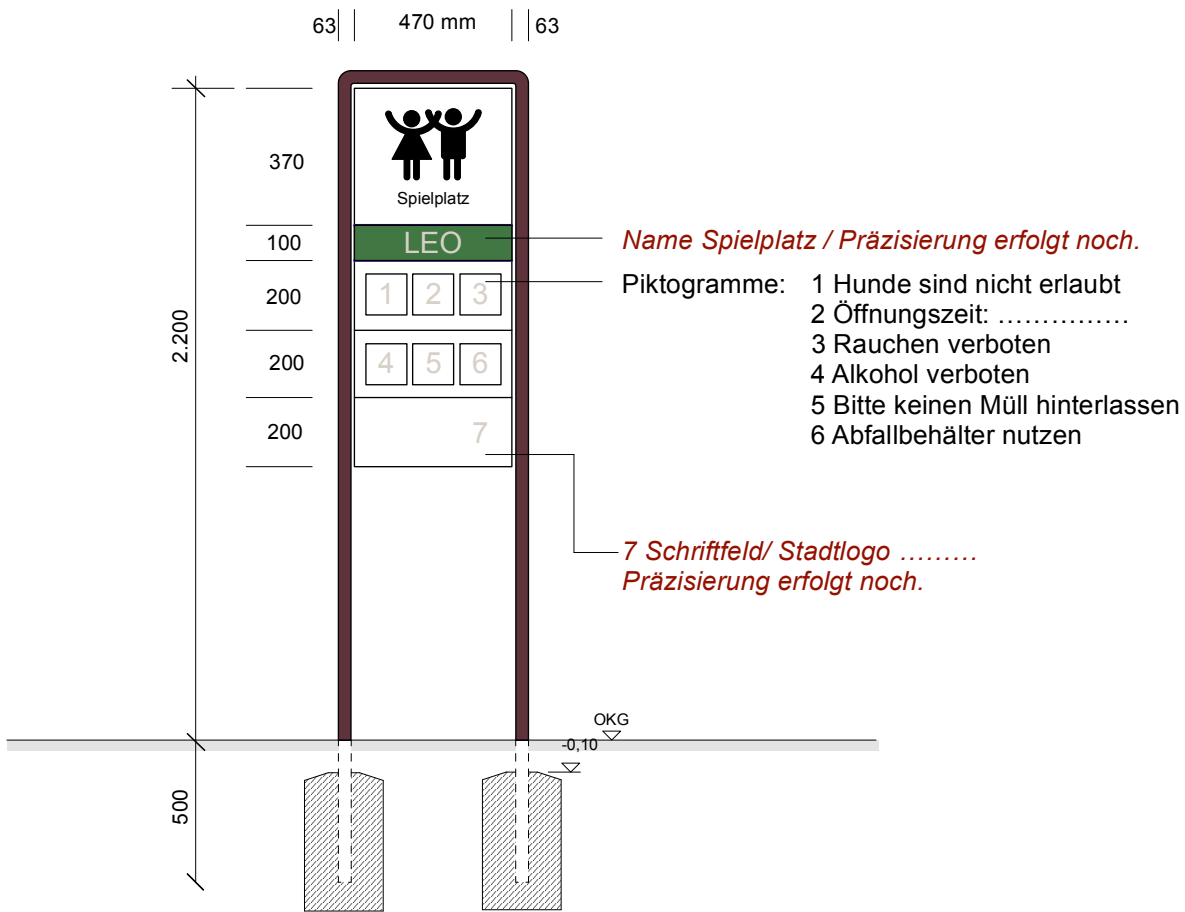 63 470 mm 63
370
Spielplatz
100 LEO Name Spielplatz / Präzisierung erfolgt noch.
200 1 2 3 Piktogramme: 1 Hunde sind nicht erlaubt
2 Öffnungszeit: ……………
3 Rauchen verboten
2.200
200 4 5 6 4 Alkohol verboten
5 Bitte keinen Müll hinterlassen
6 Abfallbehälter nutzen
200 7
7 Schriftfeld/ Stadtlogo ………
Präzisierung erfolgt noch.
OKG
-0,10
500